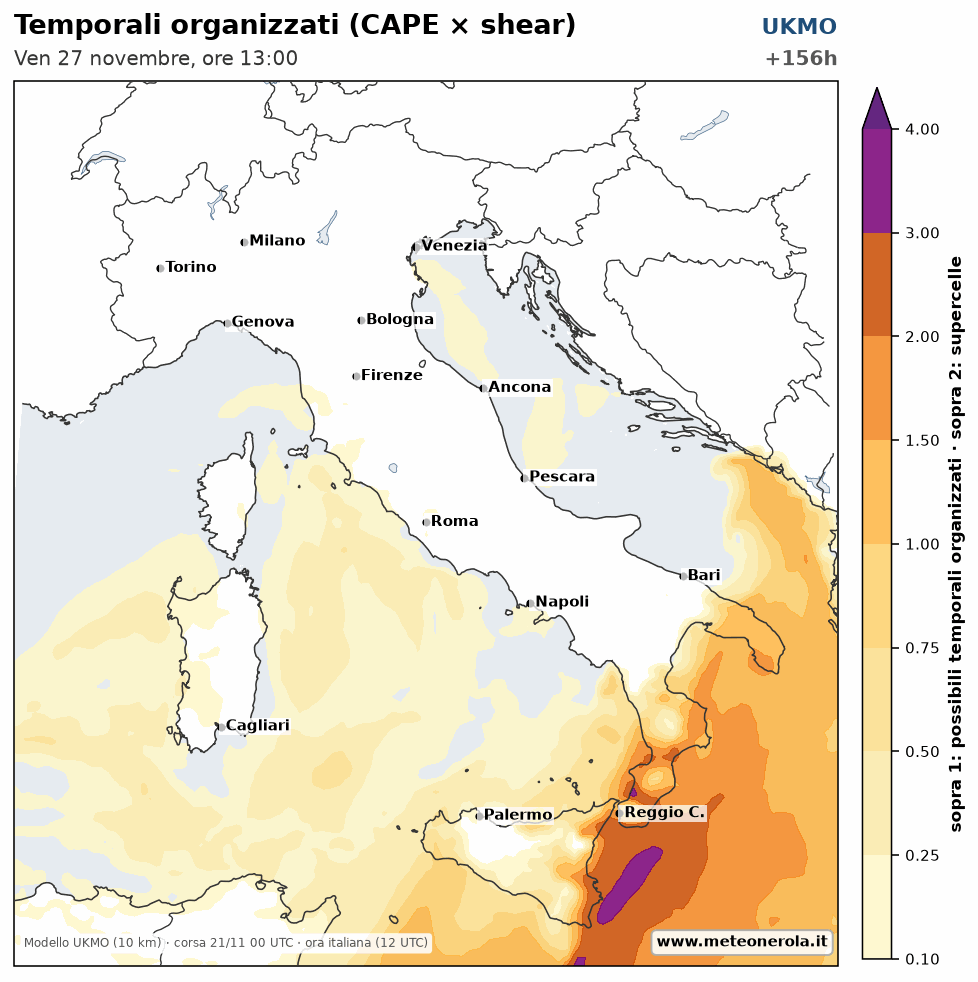 Temporali organizzati (CAPE × shear)
UKMO
Ven 27 novembre, ore 13:00
+156h
Milano
Venezia
Torino
Genova
Bologna
Firenze
Ancona
Pescara
Roma
Bari
Napoli
Cagliari
Palermo
Reggio C.
4.00
3.00
2.00
1.50
1.00
0.75
0.50
0.25
0.10
sopra 1: possibili temporali organizzati · sopra 2: supercelle
Modello UKMO (10 km) · corsa 21/11 00 UTC · ora italiana (12 UTC)
www.meteonerola.it